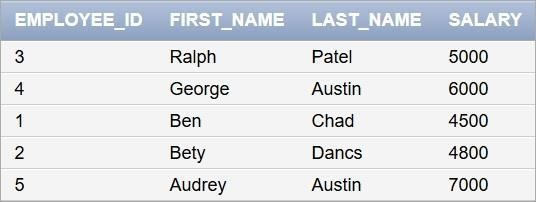 EMPLOYEE_ID FIRST_NAME LAST_NAME SALARY
3 Ralph Patel 5000
4 George Austin 6000
1 Ben Chad 4500
2 Bety Dancs 4800
5 Audrey Austin 7000